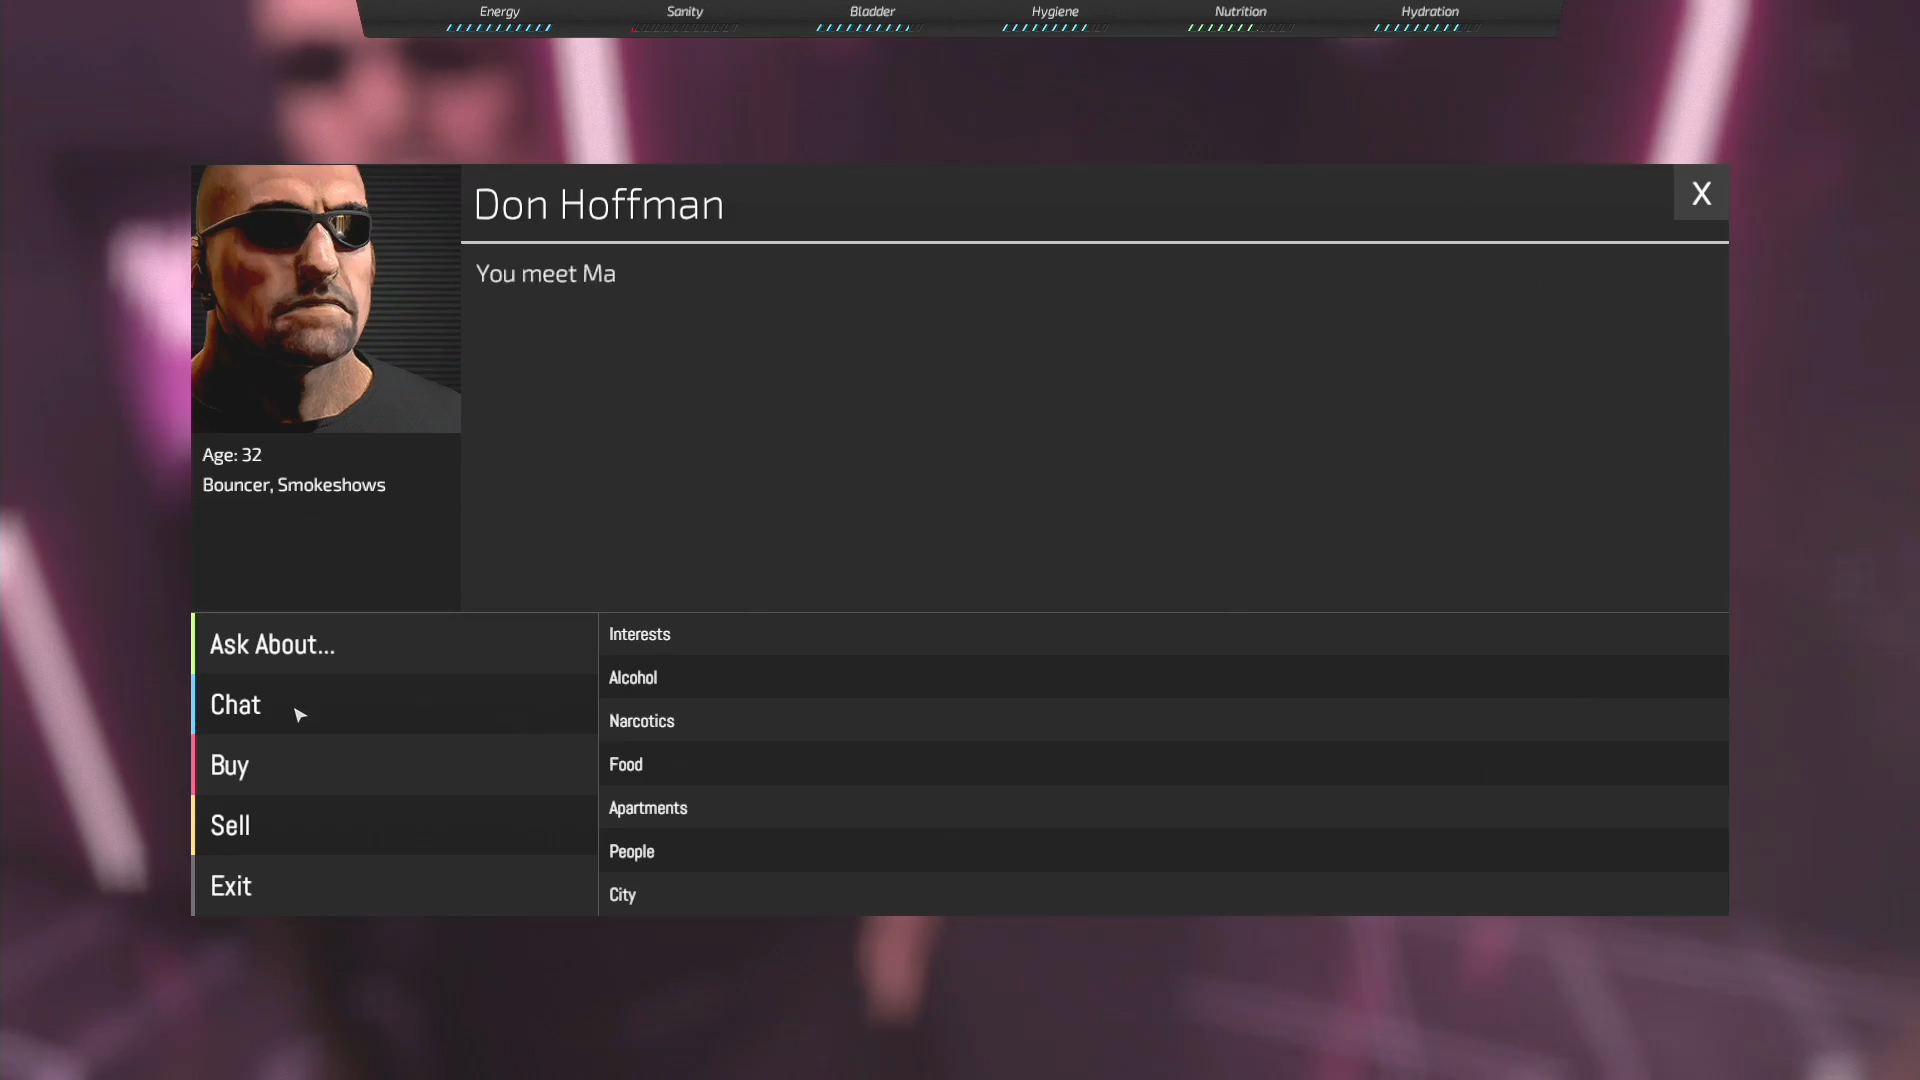 Energy
Sanity
Bladder
Hygiene
Nutrition
Hydration
Don Hoffman
X
You meet Ma
Age: 32
Bouncer, Smokeshows
Ask About...
Chat
Buy
Sell
Exit
Interests
Alcohol
Narcotics
Food
Apartments
People
City